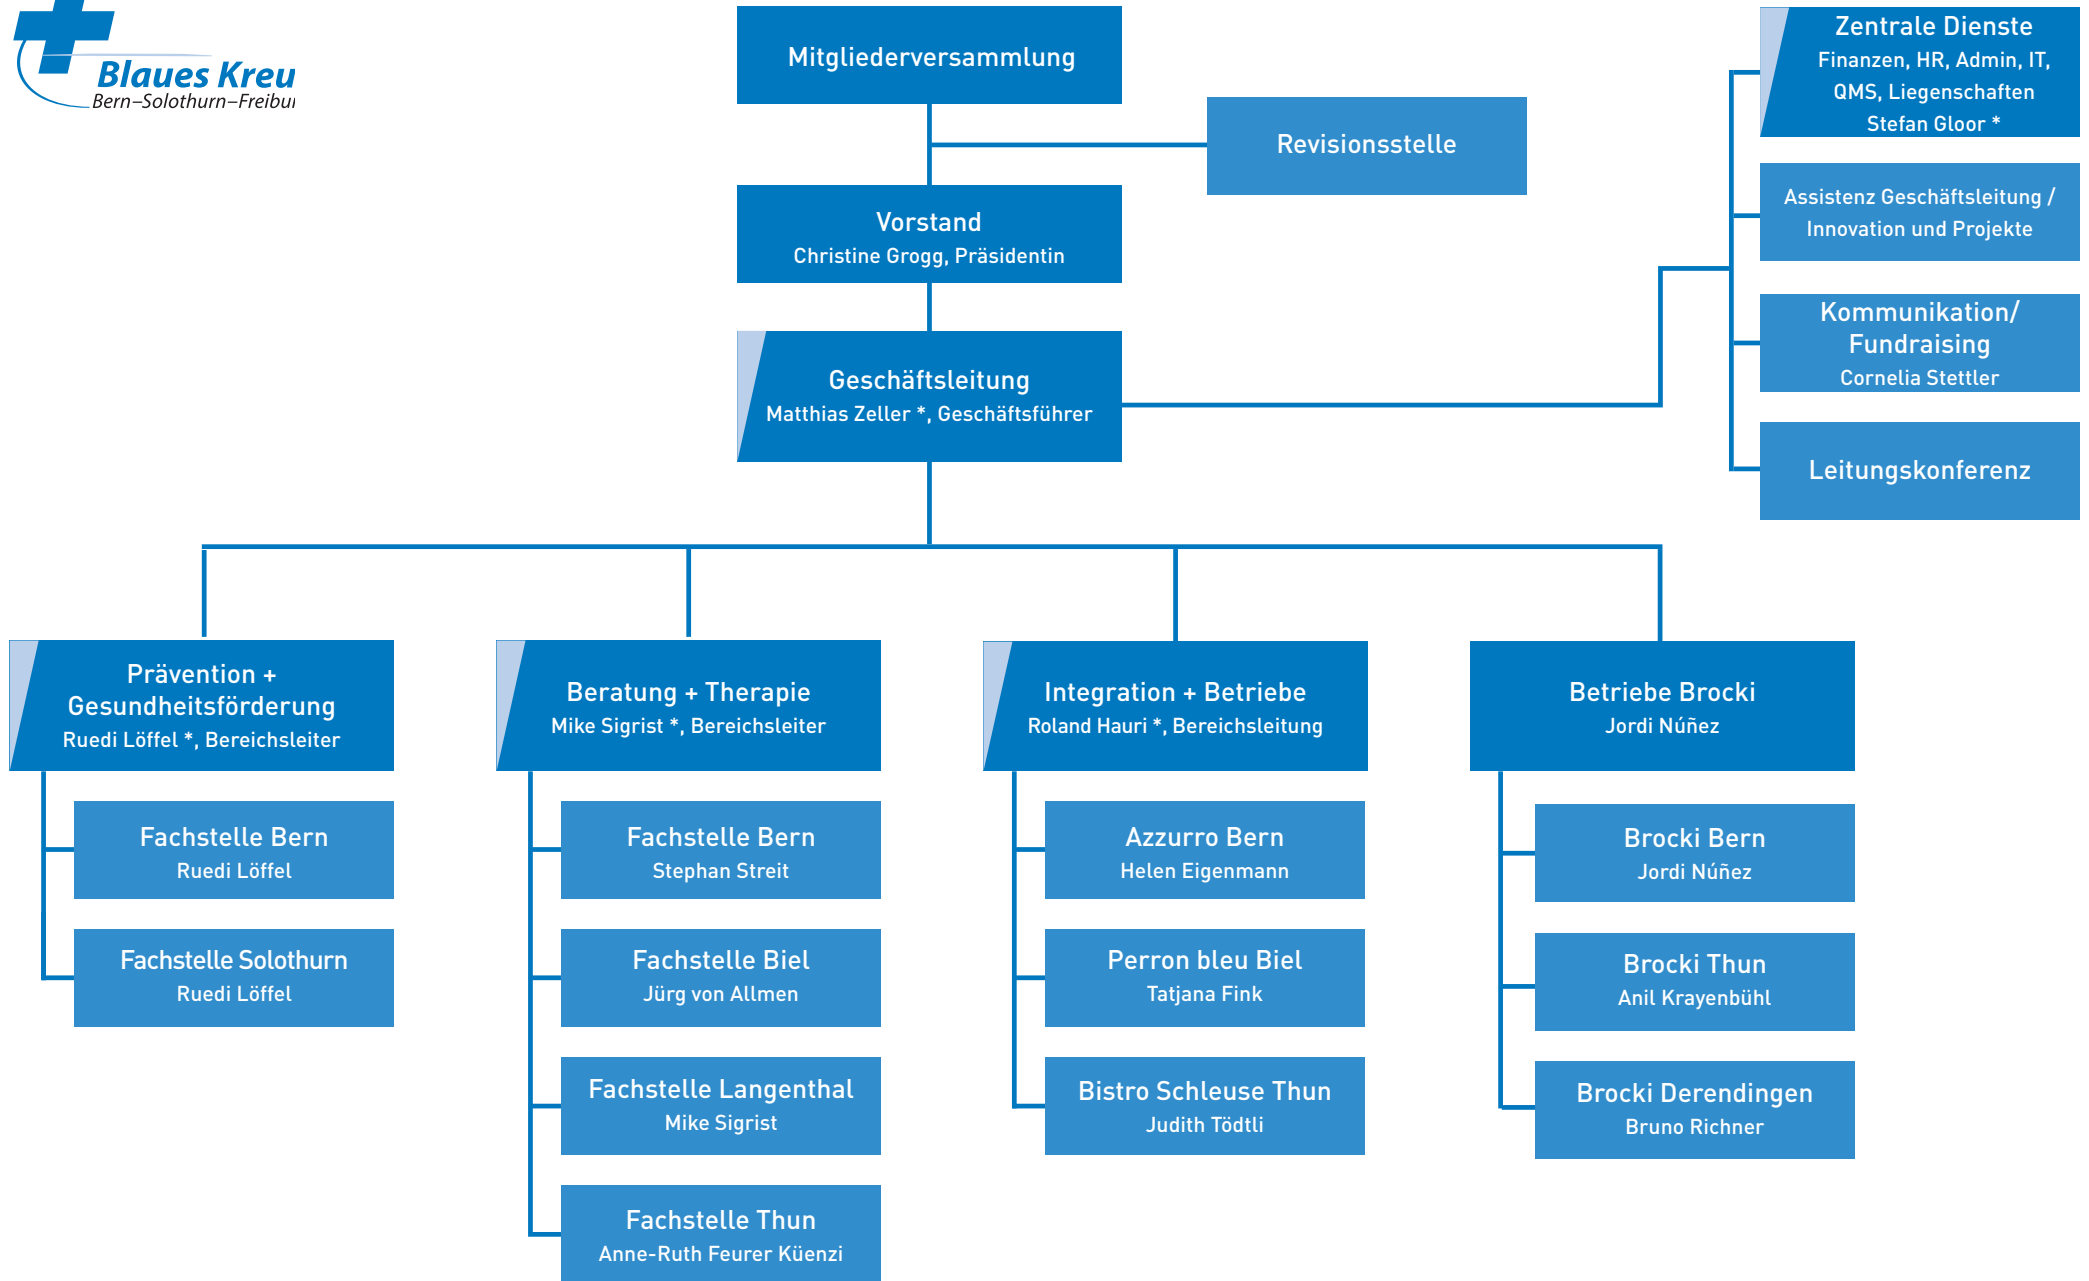 Blaues Kreu
Bern–Solothurn–Freibur
Mitgliederversammlung
Revisionsstelle
Vorstand
Christine Grogg, Präsidentin
Geschäftsleitung
Matthias Zeller *, Geschäftsführer
Zentrale Dienste
Finanzen, HR, Admin, IT,
QMS, Liegenschaften
Stefan Gloor *
Assistenz Geschäftsleitung /
Innovation und Projekte
Kommunikation/
Fundraising
Cornelia Stettler
Leitungskonferenz
Prävention +
Gesundheitsförderung
Ruedi Löffel *, Bereichsleiter
Fachstelle Bern
Ruedi Löffel
Fachstelle Solothurn
Ruedi Löffel
Beratung + Therapie
Mike Sigrist *, Bereichsleiter
Fachstelle Bern
Stephan Streit
Fachstelle Biel
Jürg von Allmen
Fachstelle Langenthal
Mike Sigrist
Fachstelle Thun
Anne-Ruth Feurer Küenzi
Integration + Betriebe
Roland Hauri *, Bereichsleitung
Azzurro Bern
Helen Eigenmann
Perron bleu Biel
Tatjana Fink
Bistro Schleuse Thun
Judith Tödtli
Betriebe Brocki
Jordi Núñez
Brocki Bern
Jordi Núñez
Brocki Thun
Anil Krayenbühl
Brocki Derendingen
Bruno Richner